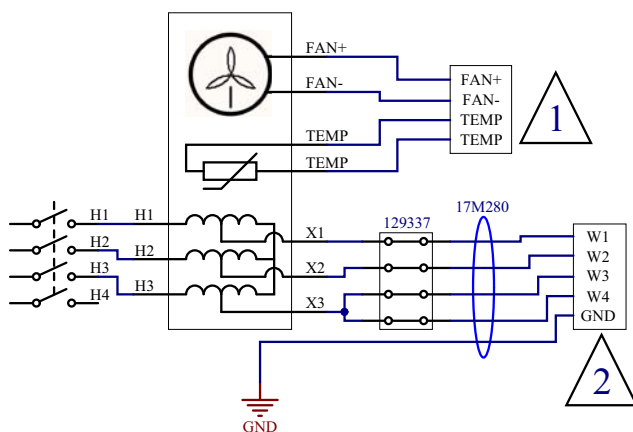 FAN+
FAN-
TEMP
TEMP
FAN+
FAN-
TEMP
TEMP
1
H1 H1
H2 H2
H3 H3
H4
X1
X2
X3
129337
17M280
W1
W2
W3
W4
GND
2
GND